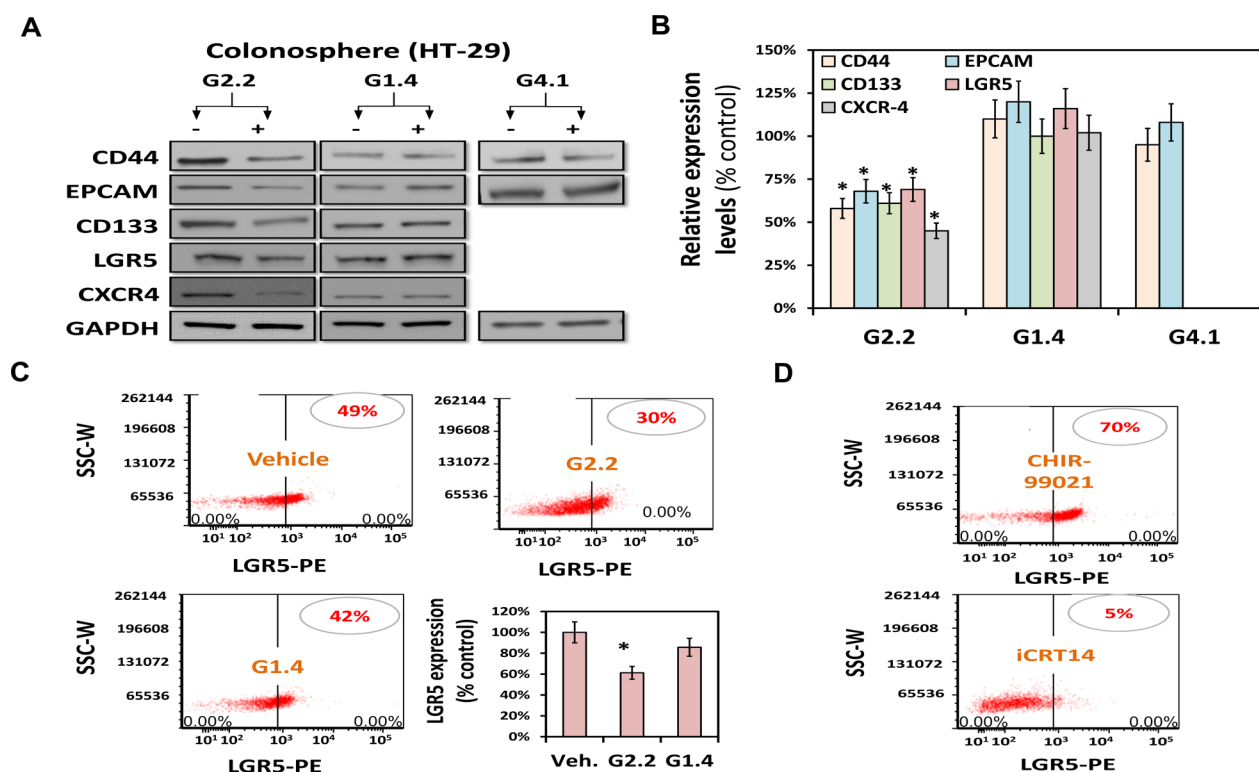 A
Colonosphere (HT-29)
G2.2 G1.4 G4.1
- + - + - +
CD44
EPCAM
CD133
LGR5
CXCR4
GAPDH
B
Relative expression
levels (% control)
150%
125%
100%
75%
50%
25%
0%
CD44 EPCAM
CD133 LGR5
CXCR-4
* * * * *
G2.2 G1.4 G4.1
C
SSC-W
262144
196608
131072
65536
49%
Vehicle
0.00% 0.00%
10¹ 10² 10³ 10⁴ 10⁵
LGR5-PE
SSC-W
262144
196608
131072
65536
30%
G2.2
0.00%
10¹ 10² 10³ 10⁴ 10⁵
LGR5-PE
SSC-W
262144
196608
131072
65536
42%
G1.4
0.00% 0.00%
10¹ 10² 10³ 10⁴ 10⁵
LGR5-PE
LGR5 expression
(% control)
120%
100%
80%
60%
40%
20%
0%
*
Veh. G2.2 G1.4
D
SSC-W
262144
196608
131072
65536
70%
CHIR-
99021
0.00% 0.00%
10¹ 10² 10³ 10⁴ 10⁵
LGR5-PE
SSC-W
262144
196608
131072
65536
5%
iCRT14
0.00% 0.00%
10¹ 10² 10³ 10⁴ 10⁵
LGR5-PE